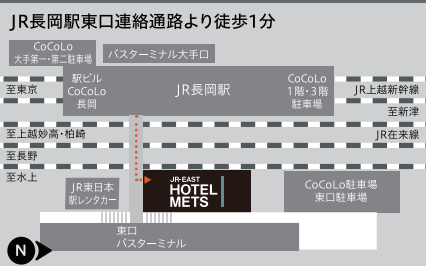 JR長岡駅東口連絡通路より徒歩1分
CoCoLo
大手第一・第二駐車場
バスターミナル大手口
至東京
駅ビル
CoCoLo
長岡
JR長岡駅
CoCoLo
1階・3階
駐車場
JR上越新幹線
至新津
至上越妙高・柏崎
JR在来線
至長野
至水上
JR東日本
駅レンタカー
JR-EAST
HOTEL
METS
CoCoLo駐車場
東口駐車場
東口
バスターミナル
N